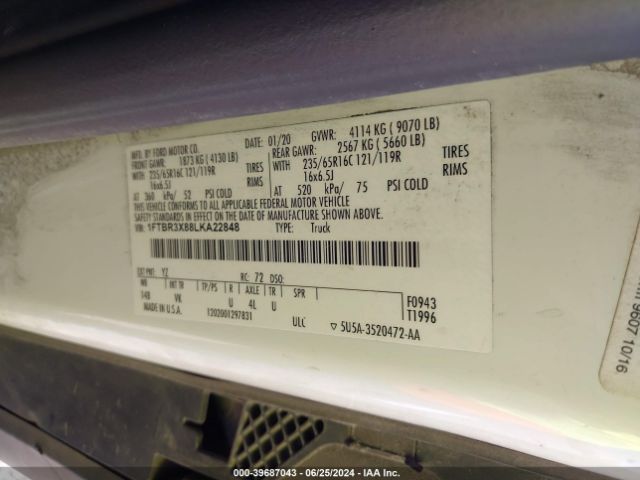 MFD. BY FORD MOTOR CO.
DATE: 01/20 GVWR: 4114 KG ( 9070 LB)
FRONT GAWR: 1873 KG ( 4130 LB) REAR GAWR: 2567 KG ( 5660 LB)
WITH 235/65R16C 121/119R TIRES WITH 235/65R16C 121/119R TIRES
16x6.5J RIMS 16x6.5J RIMS
AT 360 kPa/ 52 PSI COLD AT 520 kPa/ 75 PSI COLD
THIS VEHICLE CONFORMS TO ALL APPLICABLE FEDERAL MOTOR VEHICLE
SAFETY STANDARDS IN EFFECT ON THE DATE OF MANUFACTURE SHOWN ABOVE.
VIN: 1FTBR3X88LKA22848 TYPE: Truck
EXT PNT: YZ RC: 72 DSO:
WB INT TR TP/PS R AXLE TR SPR
148 VK U 4L U F0943
T1996
MADE IN U.S.A. 1202001297831 ULC 5U5A-3520472-AA
9607 10/16
000-39687043 / 06/25/2024 / IAA Inc.